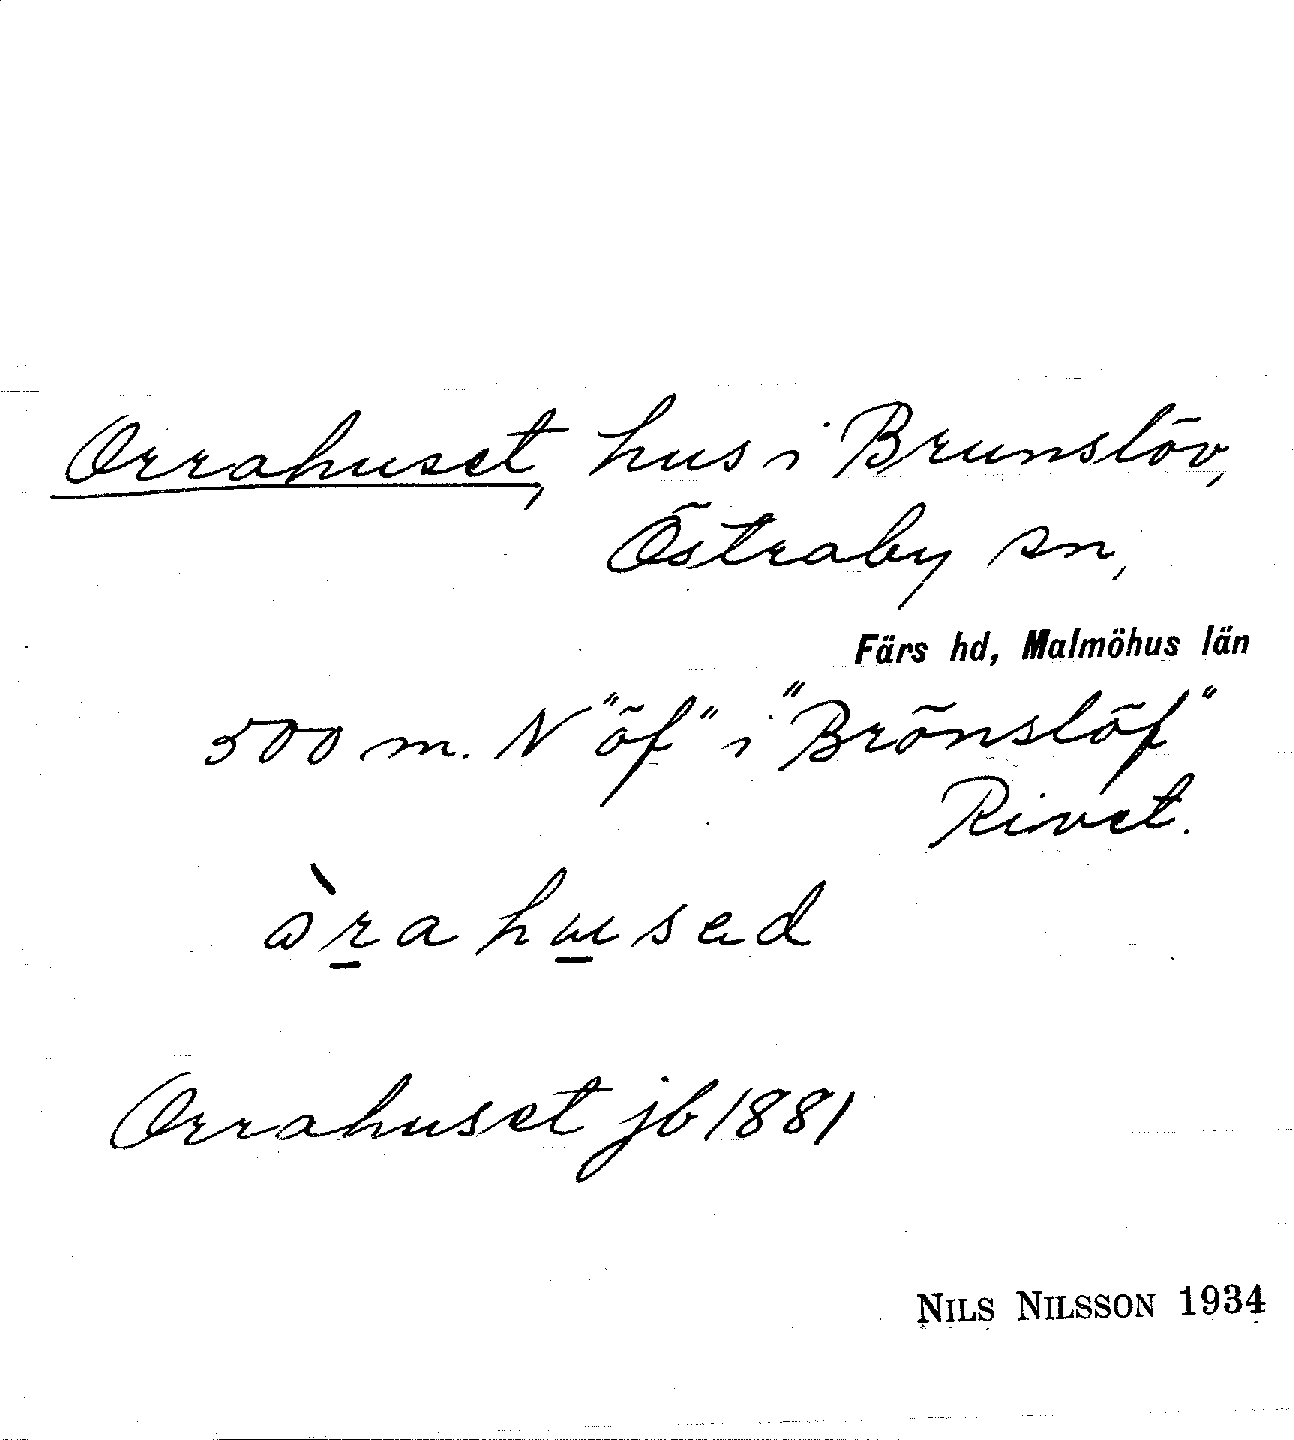 Orrahuset, hus i Brunslöv,
Östraby sn,
Färs hd, Malmöhus län
500 m. N "öf" i "Brönslöf"
Rivet.
òrahused
Orrahuset jb 1881
NILS NILSSON 1934